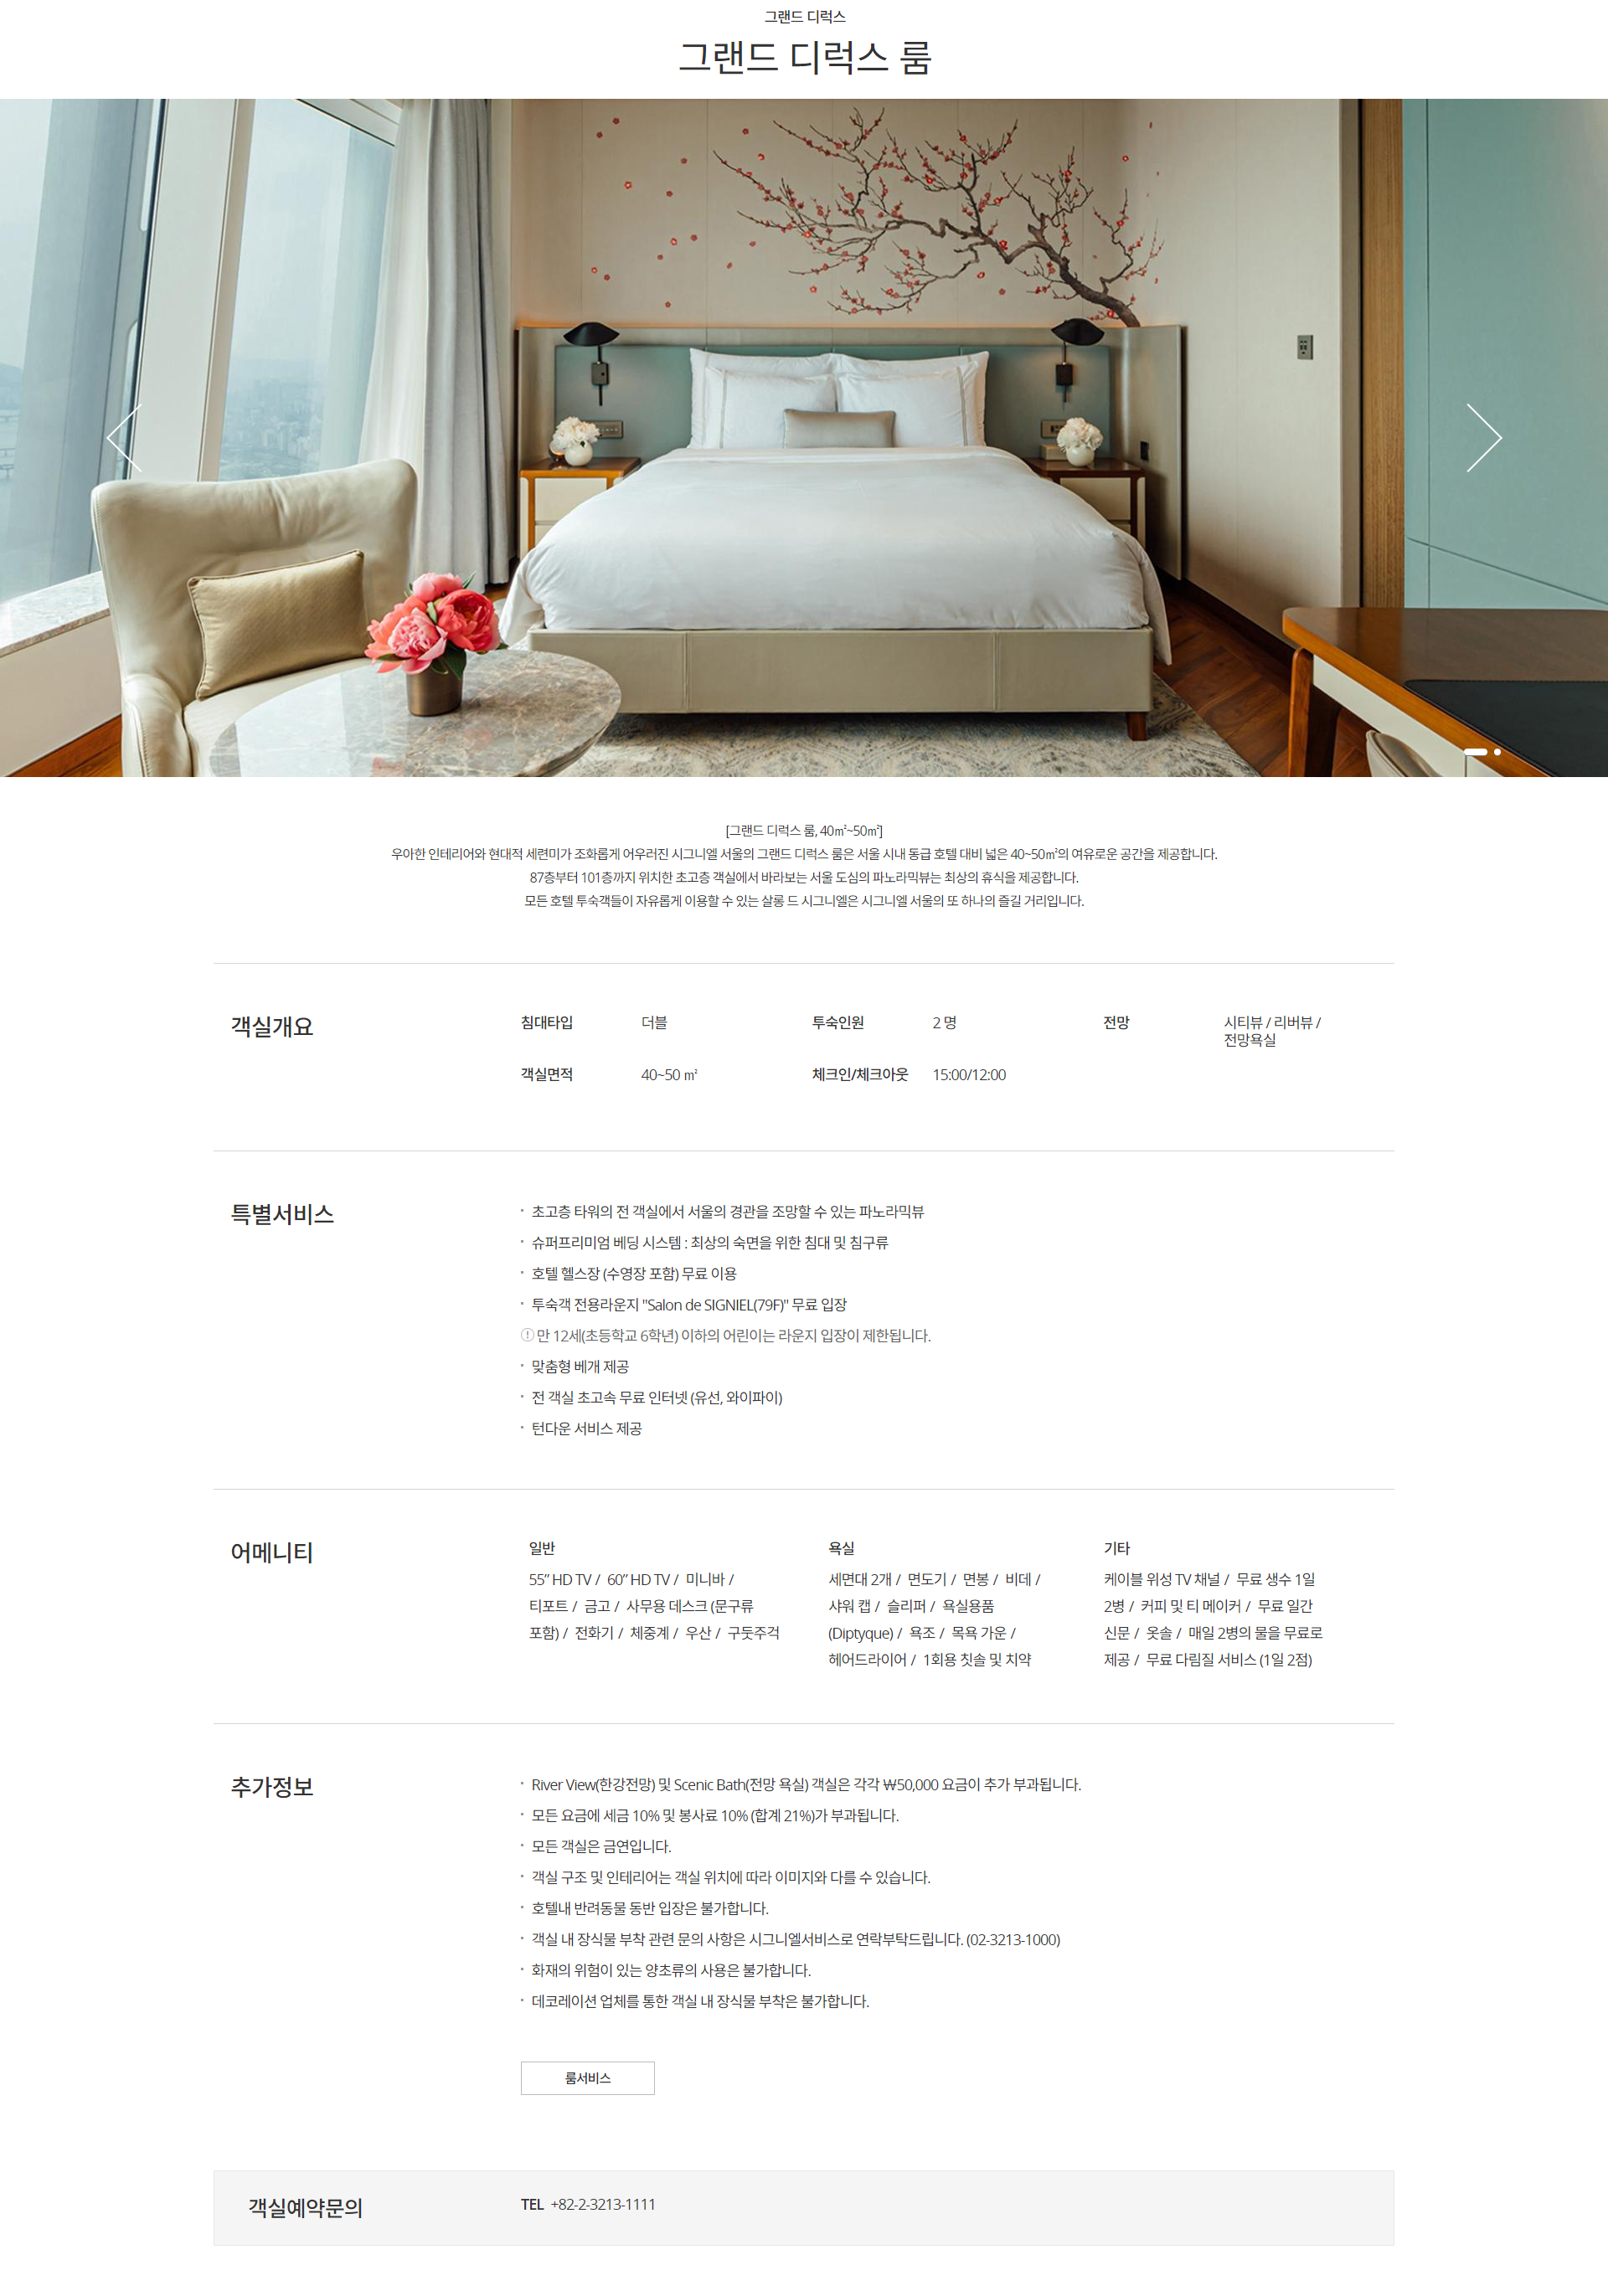 그랜드 디럭스
그랜드 디럭스 룸
[그랜드 디럭스 룸, 40㎡~50㎡]
우아한 인테리어와 현대적 세련미가 조화롭게 어우러진 시그니엘 서울의 그랜드 디럭스 룸은 서울 시내 동급 호텔 대비 넓은 40~50㎡의 여유로운 공간을 제공합니다.
87층부터 101층까지 위치한 초고층 객실에서 바라보는 서울 도심의 파노라믹뷰는 최상의 휴식을 제공합니다.
모든 호텔 투숙객들이 자유롭게 이용할 수 있는 살롱 드 시그니엘은 시그니엘 서울의 또 하나의 즐길 거리입니다.
객실개요
침대타입 더블 투숙인원 2 명 전망 시티뷰 / 리버뷰 /
전망욕실
객실면적 40~50 ㎡ 체크인/체크아웃 15:00/12:00
특별서비스
· 초고층 타워의 전 객실에서 서울의 경관을 조망할 수 있는 파노라믹뷰
· 슈퍼프리미엄 베딩 시스템 : 최상의 숙면을 위한 침대 및 침구류
· 호텔 헬스장 (수영장 포함) 무료 이용
· 투숙객 전용라운지 "Salon de SIGNIEL(79F)" 무료 입장
! 만 12세(초등학교 6학년) 이하의 어린이는 라운지 입장이 제한됩니다.
· 맞춤형 베개 제공
· 전 객실 초고속 무료 인터넷 (유선, 와이파이)
· 턴다운 서비스 제공
어메니티
일반
55” HD TV / 60” HD TV / 미니바 /
티포트 / 금고 / 사무용 데스크 (문구류
포함) / 전화기 / 체중계 / 우산 / 구둣주걱
욕실
세면대 2개 / 면도기 / 면봉 / 비데 /
샤워 캡 / 슬리퍼 / 욕실용품
(Diptyque) / 욕조 / 목욕 가운 /
헤어드라이어 / 1회용 칫솔 및 치약
기타
케이블 위성 TV 채널 / 무료 생수 1일
2병 / 커피 및 티 메이커 / 무료 일간
신문 / 옷솔 / 매일 2병의 물을 무료로
제공 / 무료 다림질 서비스 (1일 2점)
추가정보
· River View(한강전망) 및 Scenic Bath(전망 욕실) 객실은 각각 ₩50,000 요금이 추가 부과됩니다.
· 모든 요금에 세금 10% 및 봉사료 10% (합계 21%)가 부과됩니다.
· 모든 객실은 금연입니다.
· 객실 구조 및 인테리어는 객실 위치에 따라 이미지와 다를 수 있습니다.
· 호텔내 반려동물 동반 입장은 불가합니다.
· 객실 내 장식물 부착 관련 문의 사항은 시그니엘서비스로 연락부탁드립니다. (02-3213-1000)
· 화재의 위험이 있는 양초류의 사용은 불가합니다.
· 데코레이션 업체를 통한 객실 내 장식물 부착은 불가합니다.
룸서비스
객실예약문의
TEL +82-2-3213-1111